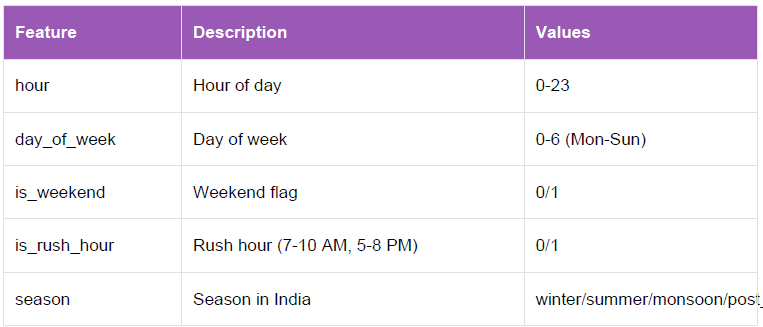 Feature Description Values
hour Hour of day 0-23
day_of_week Day of week 0-6 (Mon-Sun)
is_weekend Weekend flag 0/1
is_rush_hour Rush hour (7-10 AM, 5-8 PM) 0/1
season Season in India winter/summer/monsoon/post_